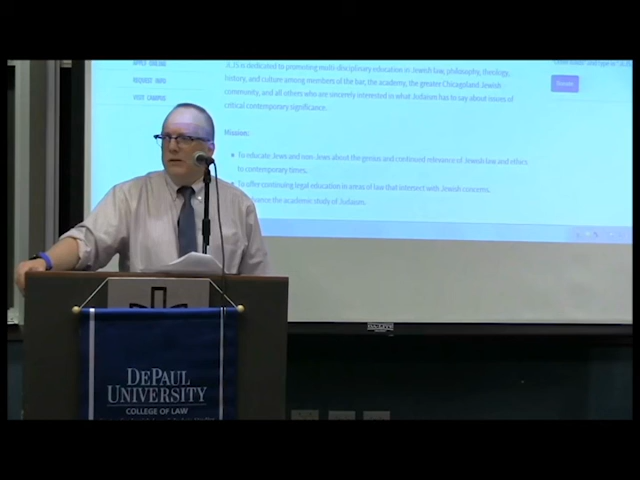 APPLY ONLINE
REQUEST INFO
VISIT CAMPUS
JLJS is dedicated to promoting multi-disciplinary education in Jewish law, philosophy, theology,
history, and culture among members of the bar, the academy, the greater Chicagoland Jewish
community, and all others who are sincerely interested in what Judaism has to say about issues of
critical contemporary significance.
Mission:
To educate Jews and non-Jews about the genius and continued relevance of Jewish law and ethics
to contemporary times.
To offer continuing legal education in areas of law that intersect with Jewish concerns.
the academic study of Judaism.
Donate
DEPAUL
UNIVERSITY
COLLEGE OF LAW